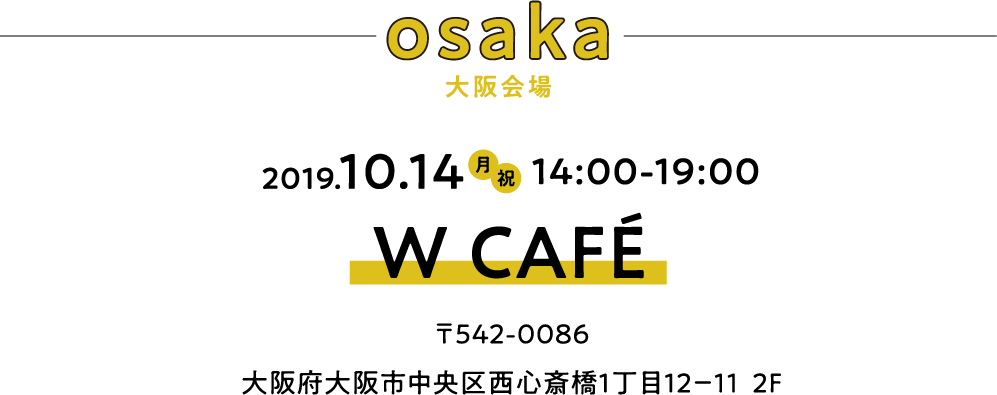 osaka
大阪会場
2019.10.14 月 祝 14:00-19:00
W CAFÉ
〒542-0086
大阪府大阪市中央区西心斎橋1丁目12−11 2F